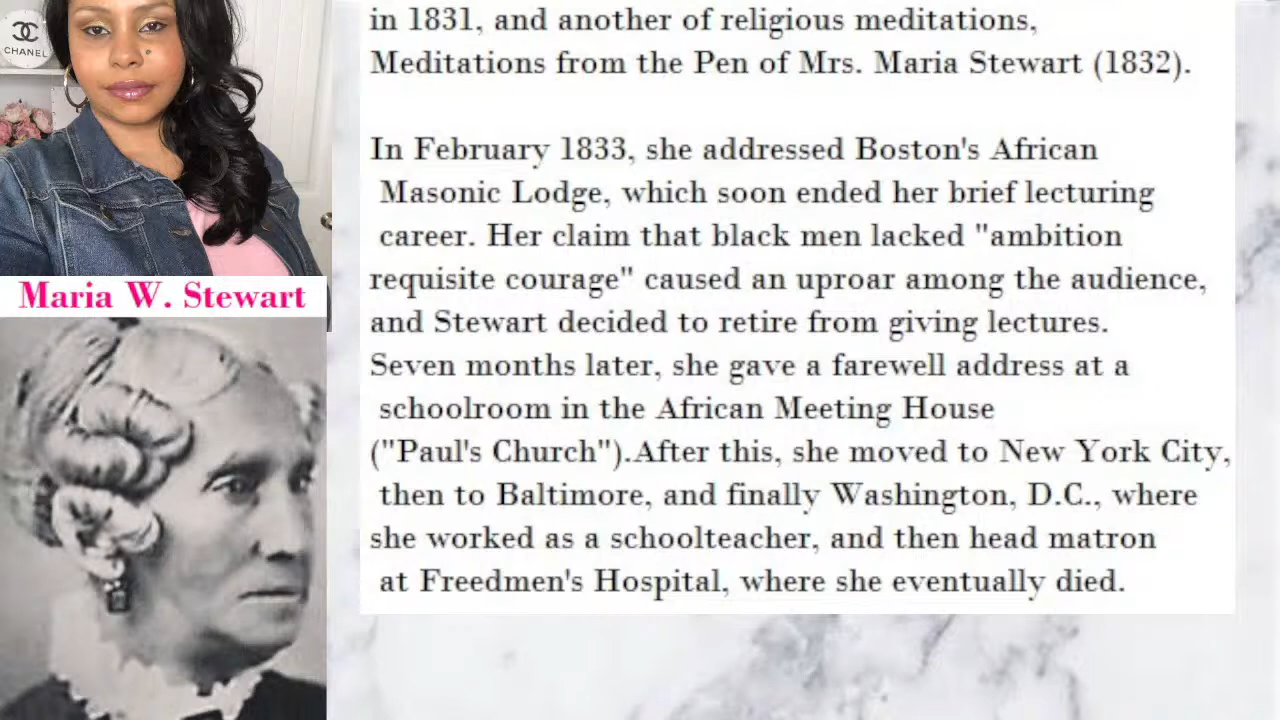 CHANEL
Maria W. Stewart
in 1831, and another of religious meditations,
Meditations from the Pen of Mrs. Maria Stewart (1832).
In February 1833, she addressed Boston's African
Masonic Lodge, which soon ended her brief lecturing
career. Her claim that black men lacked "ambition
requisite courage" caused an uproar among the audience,
and Stewart decided to retire from giving lectures.
Seven months later, she gave a farewell address at a
schoolroom in the African Meeting House
("Paul's Church").After this, she moved to New York City,
then to Baltimore, and finally Washington, D.C., where
she worked as a schoolteacher, and then head matron
at Freedmen's Hospital, where she eventually died.